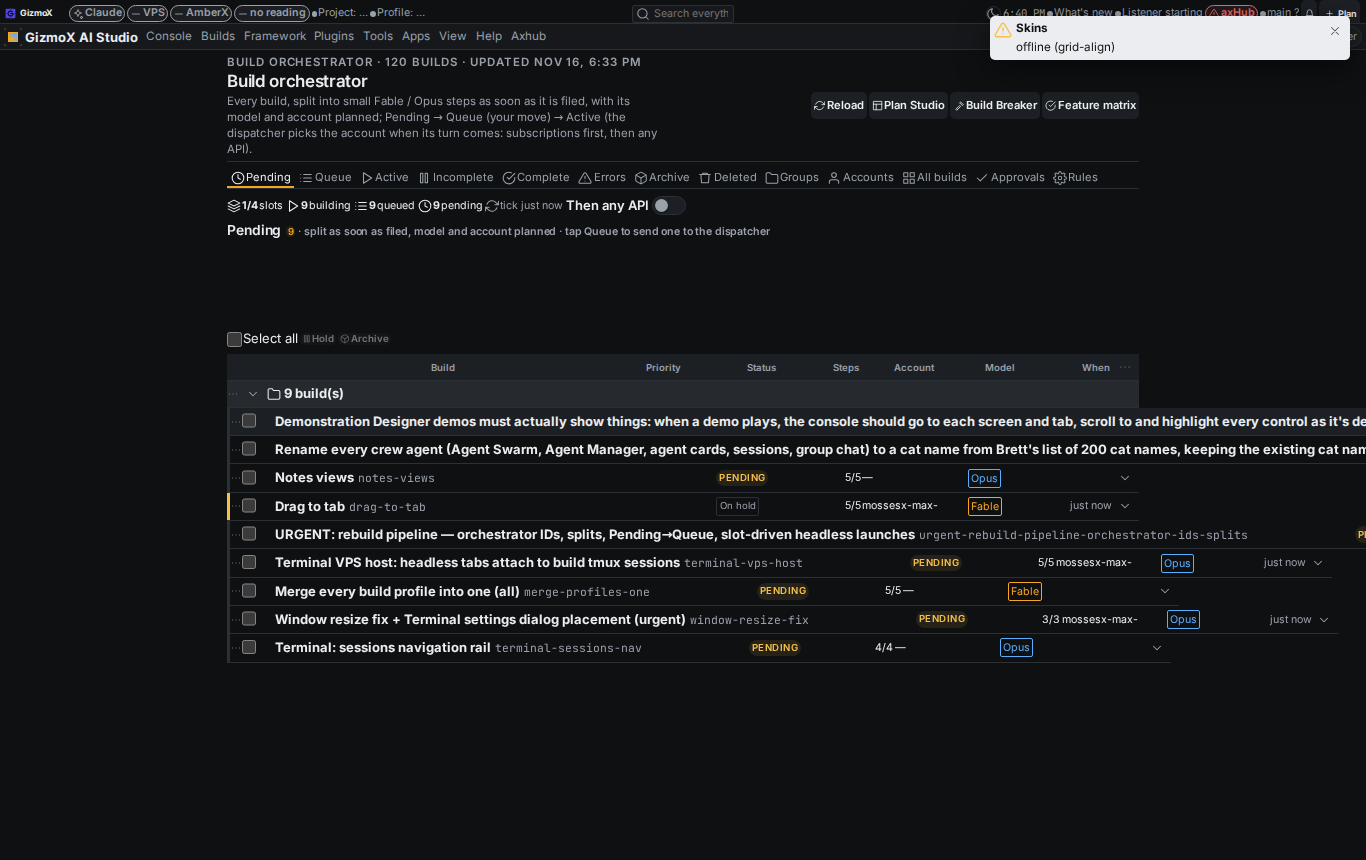 GizmoX Claude VPS AmberX no reading Project: ... Profile: ... Search everyth 6:40 PM What's new Listener starting axHub main ? Plan
GizmoX AI Studio Console Builds Framework Plugins Tools Apps View Help Axhub
Skins
offline (grid-align)
BUILD ORCHESTRATOR · 120 BUILDS · UPDATED NOV 16, 6:33 PM
Build orchestrator
Every build, split into small Fable / Opus steps as soon as it is filed, with its
model and account planned; Pending → Queue (your move) → Active (the
dispatcher picks the account when its turn comes: subscriptions first, then any
API).
Reload Plan Studio Build Breaker Feature matrix
Pending Queue Active Incomplete Complete Errors Archive Deleted Groups Accounts All builds Approvals Rules
1/4 slots 9 building 9 queued 9 pending tick just now Then any API
Pending 9 · split as soon as filed, model and account planned · tap Queue to send one to the dispatcher
Select all Hold Archive
Build Priority Status Steps Account Model When ...
9 build(s)
Demonstration Designer demos must actually show things: when a demo plays, the console should go to each screen and tab, scroll to and highlight every control as it's de
Rename every crew agent (Agent Swarm, Agent Manager, agent cards, sessions, group chat) to a cat name from Brett's list of 200 cat names, keeping the existing cat nam
Notes views notes-views PENDING 5/5 — Opus
Drag to tab drag-to-tab On hold 5/5 mossesx-max- Fable just now
URGENT: rebuild pipeline — orchestrator IDs, splits, Pending→Queue, slot-driven headless launches urgent-rebuild-pipeline-orchestrator-ids-splits
Terminal VPS host: headless tabs attach to build tmux sessions terminal-vps-host PENDING 5/5 mossesx-max- Opus just now
Merge every build profile into one (all) merge-profiles-one PENDING 5/5 — Fable
Window resize fix + Terminal settings dialog placement (urgent) window-resize-fix PENDING 3/3 mossesx-max- Opus just now
Terminal: sessions navigation rail terminal-sessions-nav PENDING 4/4 — Opus